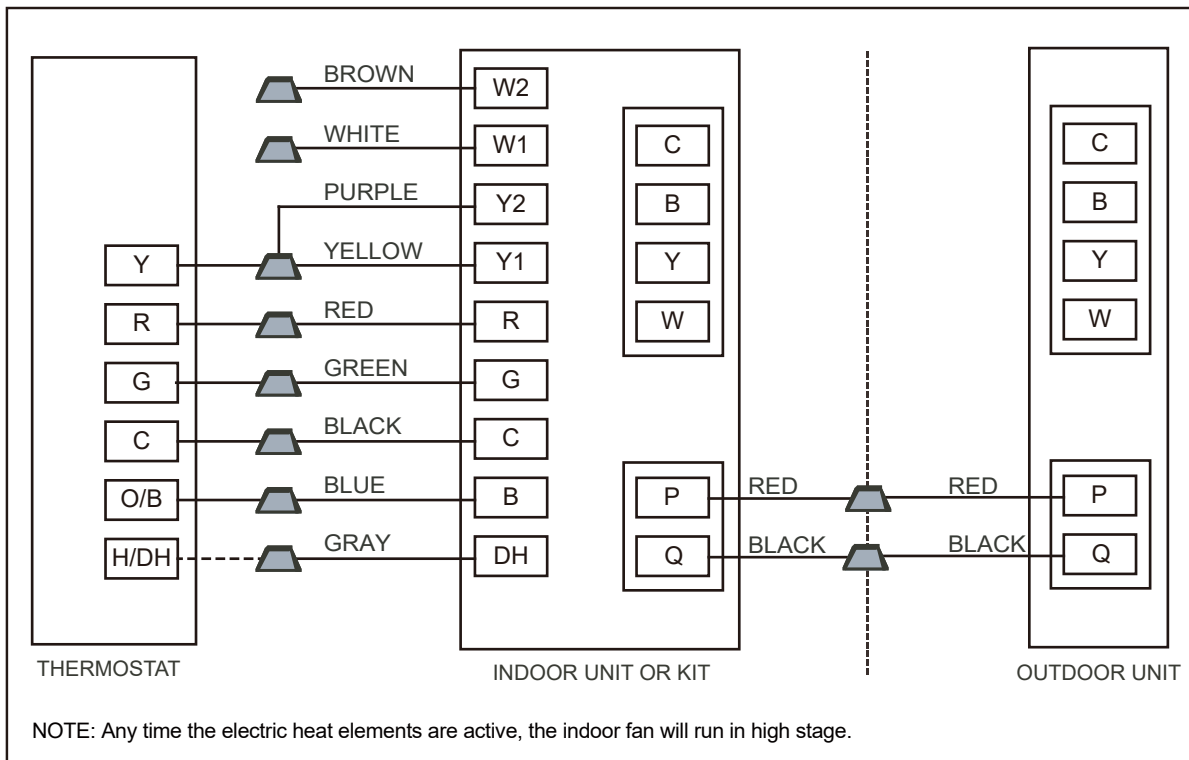 BROWN
W2
WHITE
W1
C
C
PURPLE
Y2
B
B
Y
YELLOW
Y1
Y
Y
R
RED
R
W
W
G
GREEN
G
C
BLACK
C
O/B
BLUE
B
P
RED
RED
P
H/DH
GRAY
DH
Q
BLACK
BLACK
Q
THERMOSTAT
INDOOR UNIT OR KIT
OUTDOOR UNIT
NOTE: Any time the electric heat elements are active, the indoor fan will run in high stage.